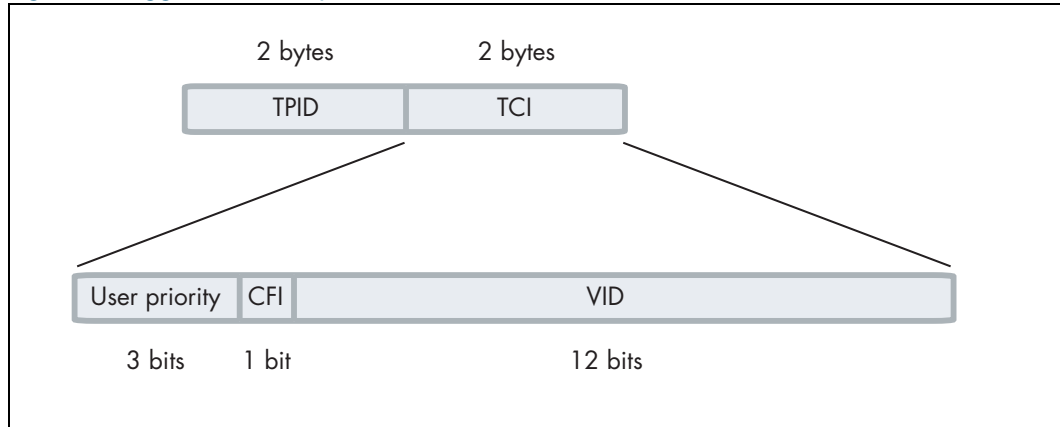 2 bytes 2 bytes
TPID TCI
User priority CFI VID
3 bits 1 bit 12 bits